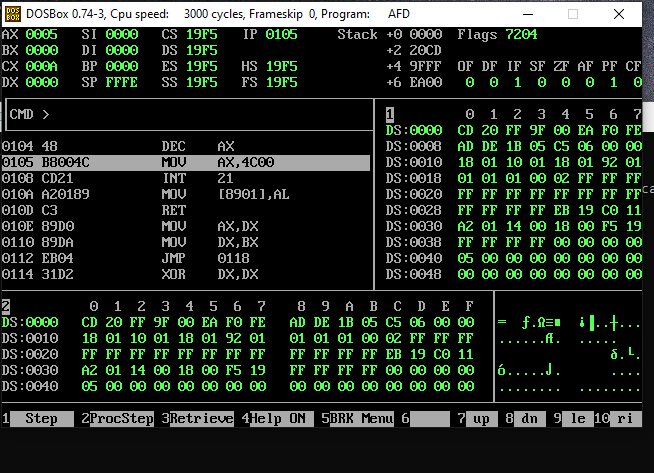 DOSBox 0.74-3, Cpu speed: 3000 cycles, Frameskip 0, Program: AFD
AX 0005 SI 0000 CS 19F5 IP 0105 Stack +0 0000 Flags 7204
BX 0000 DI 0000 DS 19F5 +2 20CD
CX 000A BP 0000 ES 19F5 HS 19F5 +4 9FFF OF DF IF SF ZF AF PF CF
DX 0000 SP FFFE SS 19F5 FS 19F5 +6 EA00 0 0 1 0 0 0 1 0
CMD >
0104 48 DEC AX
0105 B8004C MOV AX,4C00
0108 CD21 INT 21
010A A20189 MOV [8901],AL
010D C3 RET
010E 89D0 MOV AX,DX
0110 89DA MOV DX,BX
0112 EB04 JMP 0118
0114 31D2 XOR DX,DX
1 0 1 2 3 4 5 6 7
DS:0000 CD 20 FF 9F 00 EA F0 FE
DS:0008 AD DE 1B 05 C5 06 00 00
DS:0010 18 01 10 01 18 01 92 01
DS:0018 01 01 01 00 02 FF FF FF
DS:0020 FF FF FF FF FF FF FF FF
DS:0028 FF FF FF FF EB 19 C0 11
DS:0030 A2 01 14 00 18 00 F5 19
DS:0038 FF FF FF FF 00 00 00 00
DS:0040 05 00 00 00 00 00 00 00
DS:0048 00 00 00 00 00 00 00 00
2 0 1 2 3 4 5 6 7 8 9 A B C D E F
DS:0000 CD 20 FF 9F 00 EA F0 FE AD DE 1B 05 C5 06 00 00 = ƒ.Ω≡■ ¡▐..┼...
DS:0010 18 01 10 01 18 01 92 01 01 01 01 00 02 FF FF FF ......Æ. .....
DS:0020 FF FF FF FF FF FF FF FF FF FF FF FF EB 19 C0 11 δ.└.
DS:0030 A2 01 14 00 18 00 F5 19 FF FF FF FF 00 00 00 00 ó.....⌡. ....
DS:0040 05 00 00 00 00 00 00 00 00 00 00 00 00 00 00 00 ........ ........
1 Step 2ProcStep 3Retrieve 4Help ON 5BRK Menu 6 7 up 8 dn 9 le 10 ri